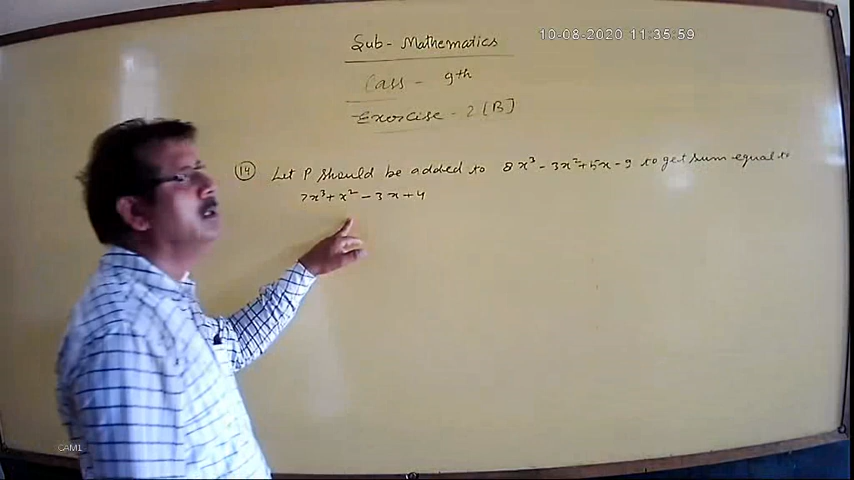 10-08-2020 11:35:59
Sub - Mathematics
Cass - 9th
Exercise - 2 [B]
(14) Let P should be added to 8x³ - 3x² + 5x - 9 to get sum equal to
7x³ + x² - 3x + 4
CAM1